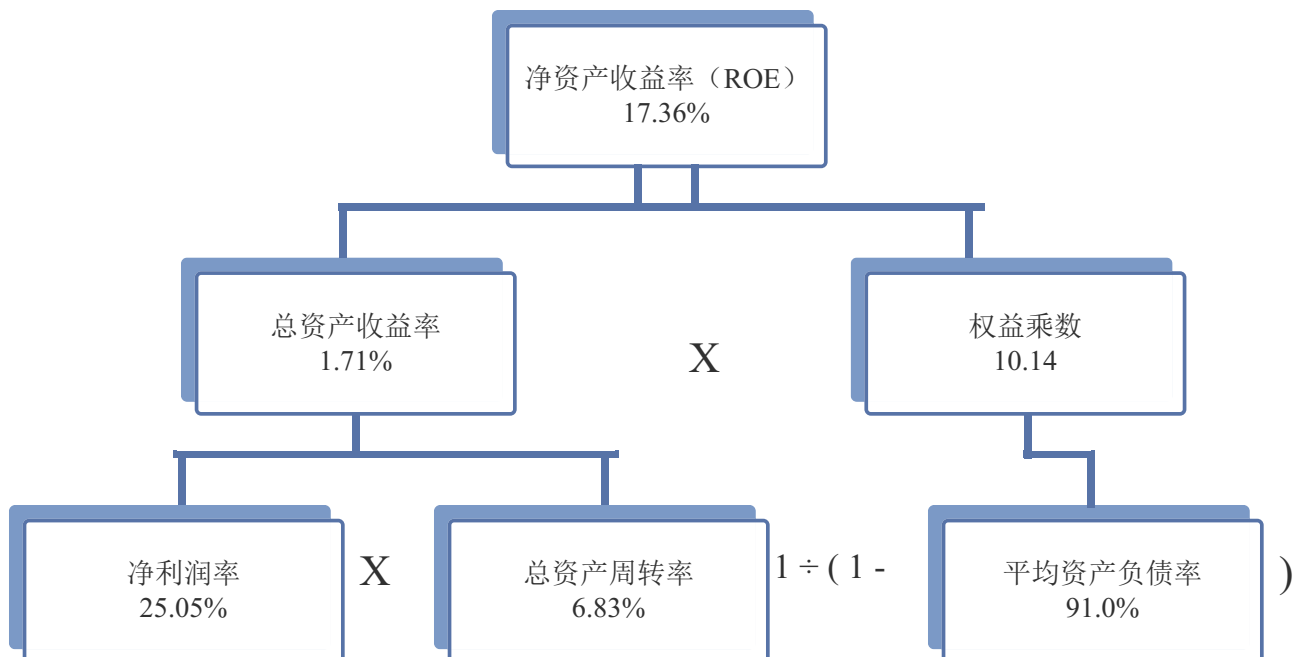 净资产收益率（ROE）
17.36%
总资产收益率
1.71%
X
权益乘数
10.14
净利润率
25.05%
X
总资产周转率
6.83%
1 ÷ ( 1 -
平均资产负债率
91.0%
)